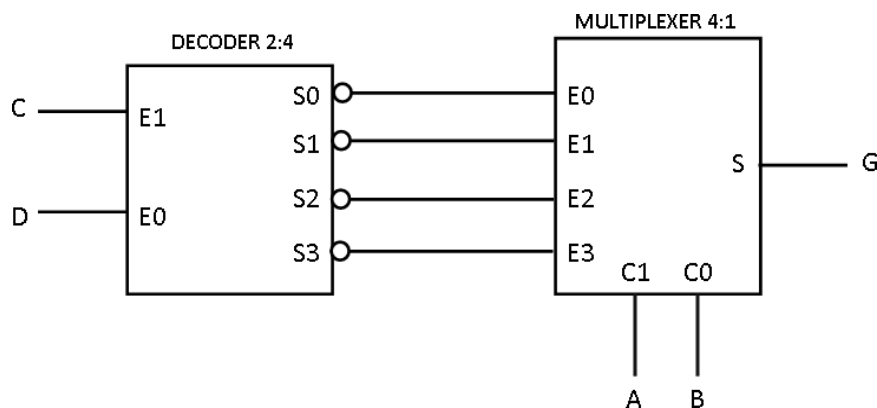 DECODER 2:4
MULTIPLEXER 4:1
C
D
E1
E0
S0
S1
S2
S3
E0
E1
E2
E3
C1 C0
S
G
A B